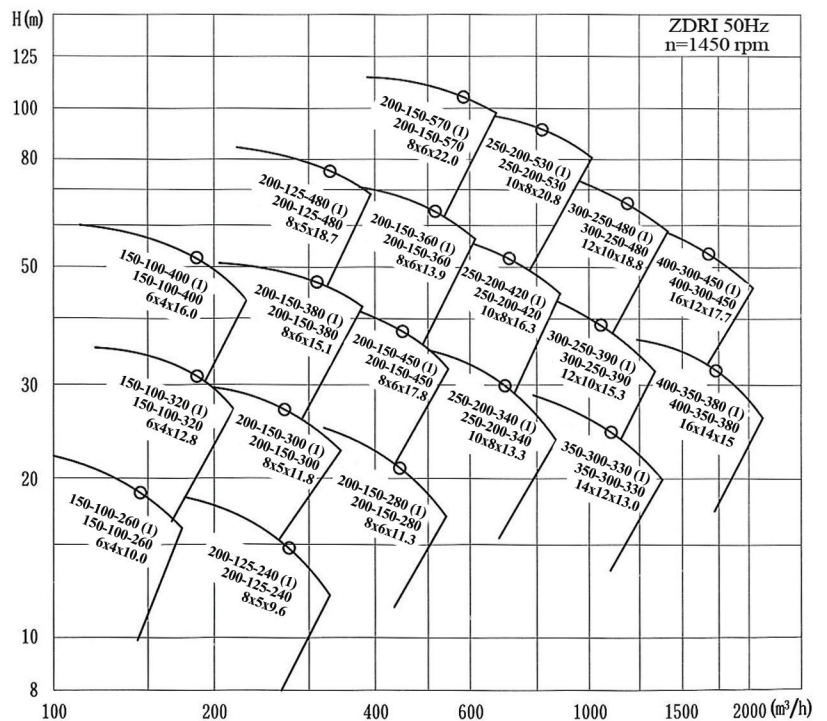 H(m)
ZDRI 50Hz
n=1450 rpm
125
100
80
50
30
20
10
8
200-150-570 (1)
200-150-570
8x6x22.0
250-200-530 (1)
250-200-530
10x8x20.8
200-125-480 (1)
200-125-480
8x5x18.7
200-150-360 (1)
200-150-360
8x6x13.9
300-250-480 (1)
300-250-480
12x10x18.8
150-100-400 (1)
150-100-400
6x4x16.0
200-150-380 (1)
200-150-380
8x6x15.1
250-200-420 (1)
250-200-420
10x8x16.3
400-300-450 (1)
400-300-450
16x12x17.7
200-150-450 (1)
200-150-450
8x6x17.8
300-250-390 (1)
300-250-390
12x10x15.3
150-100-320 (1)
150-100-320
6x4x12.8
200-150-300 (1)
200-150-300
8x5x11.8
250-200-340 (1)
250-200-340
10x8x13.3
400-350-380 (1)
400-350-380
16x14x15
150-100-260 (1)
150-100-260
6x4x10.0
200-125-240 (1)
200-125-240
8x5x9.6
200-150-280 (1)
200-150-280
8x6x11.3
350-300-330 (1)
350-300-330
14x12x13.0
100 200 300 400 600 1000 1500 2000 (m³/h)